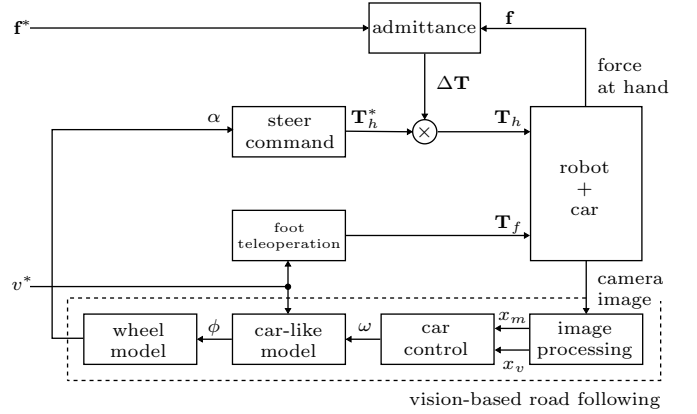 f*
admittance
f
force
at hand
ΔT
α
steer
command
T*h
×
Th
robot
+
car
foot
teleoperation
Tf
v*
camera
image
wheel
model
ϕ
car-like
model
ω
car
control
xm
xv
image
processing
vision-based road following